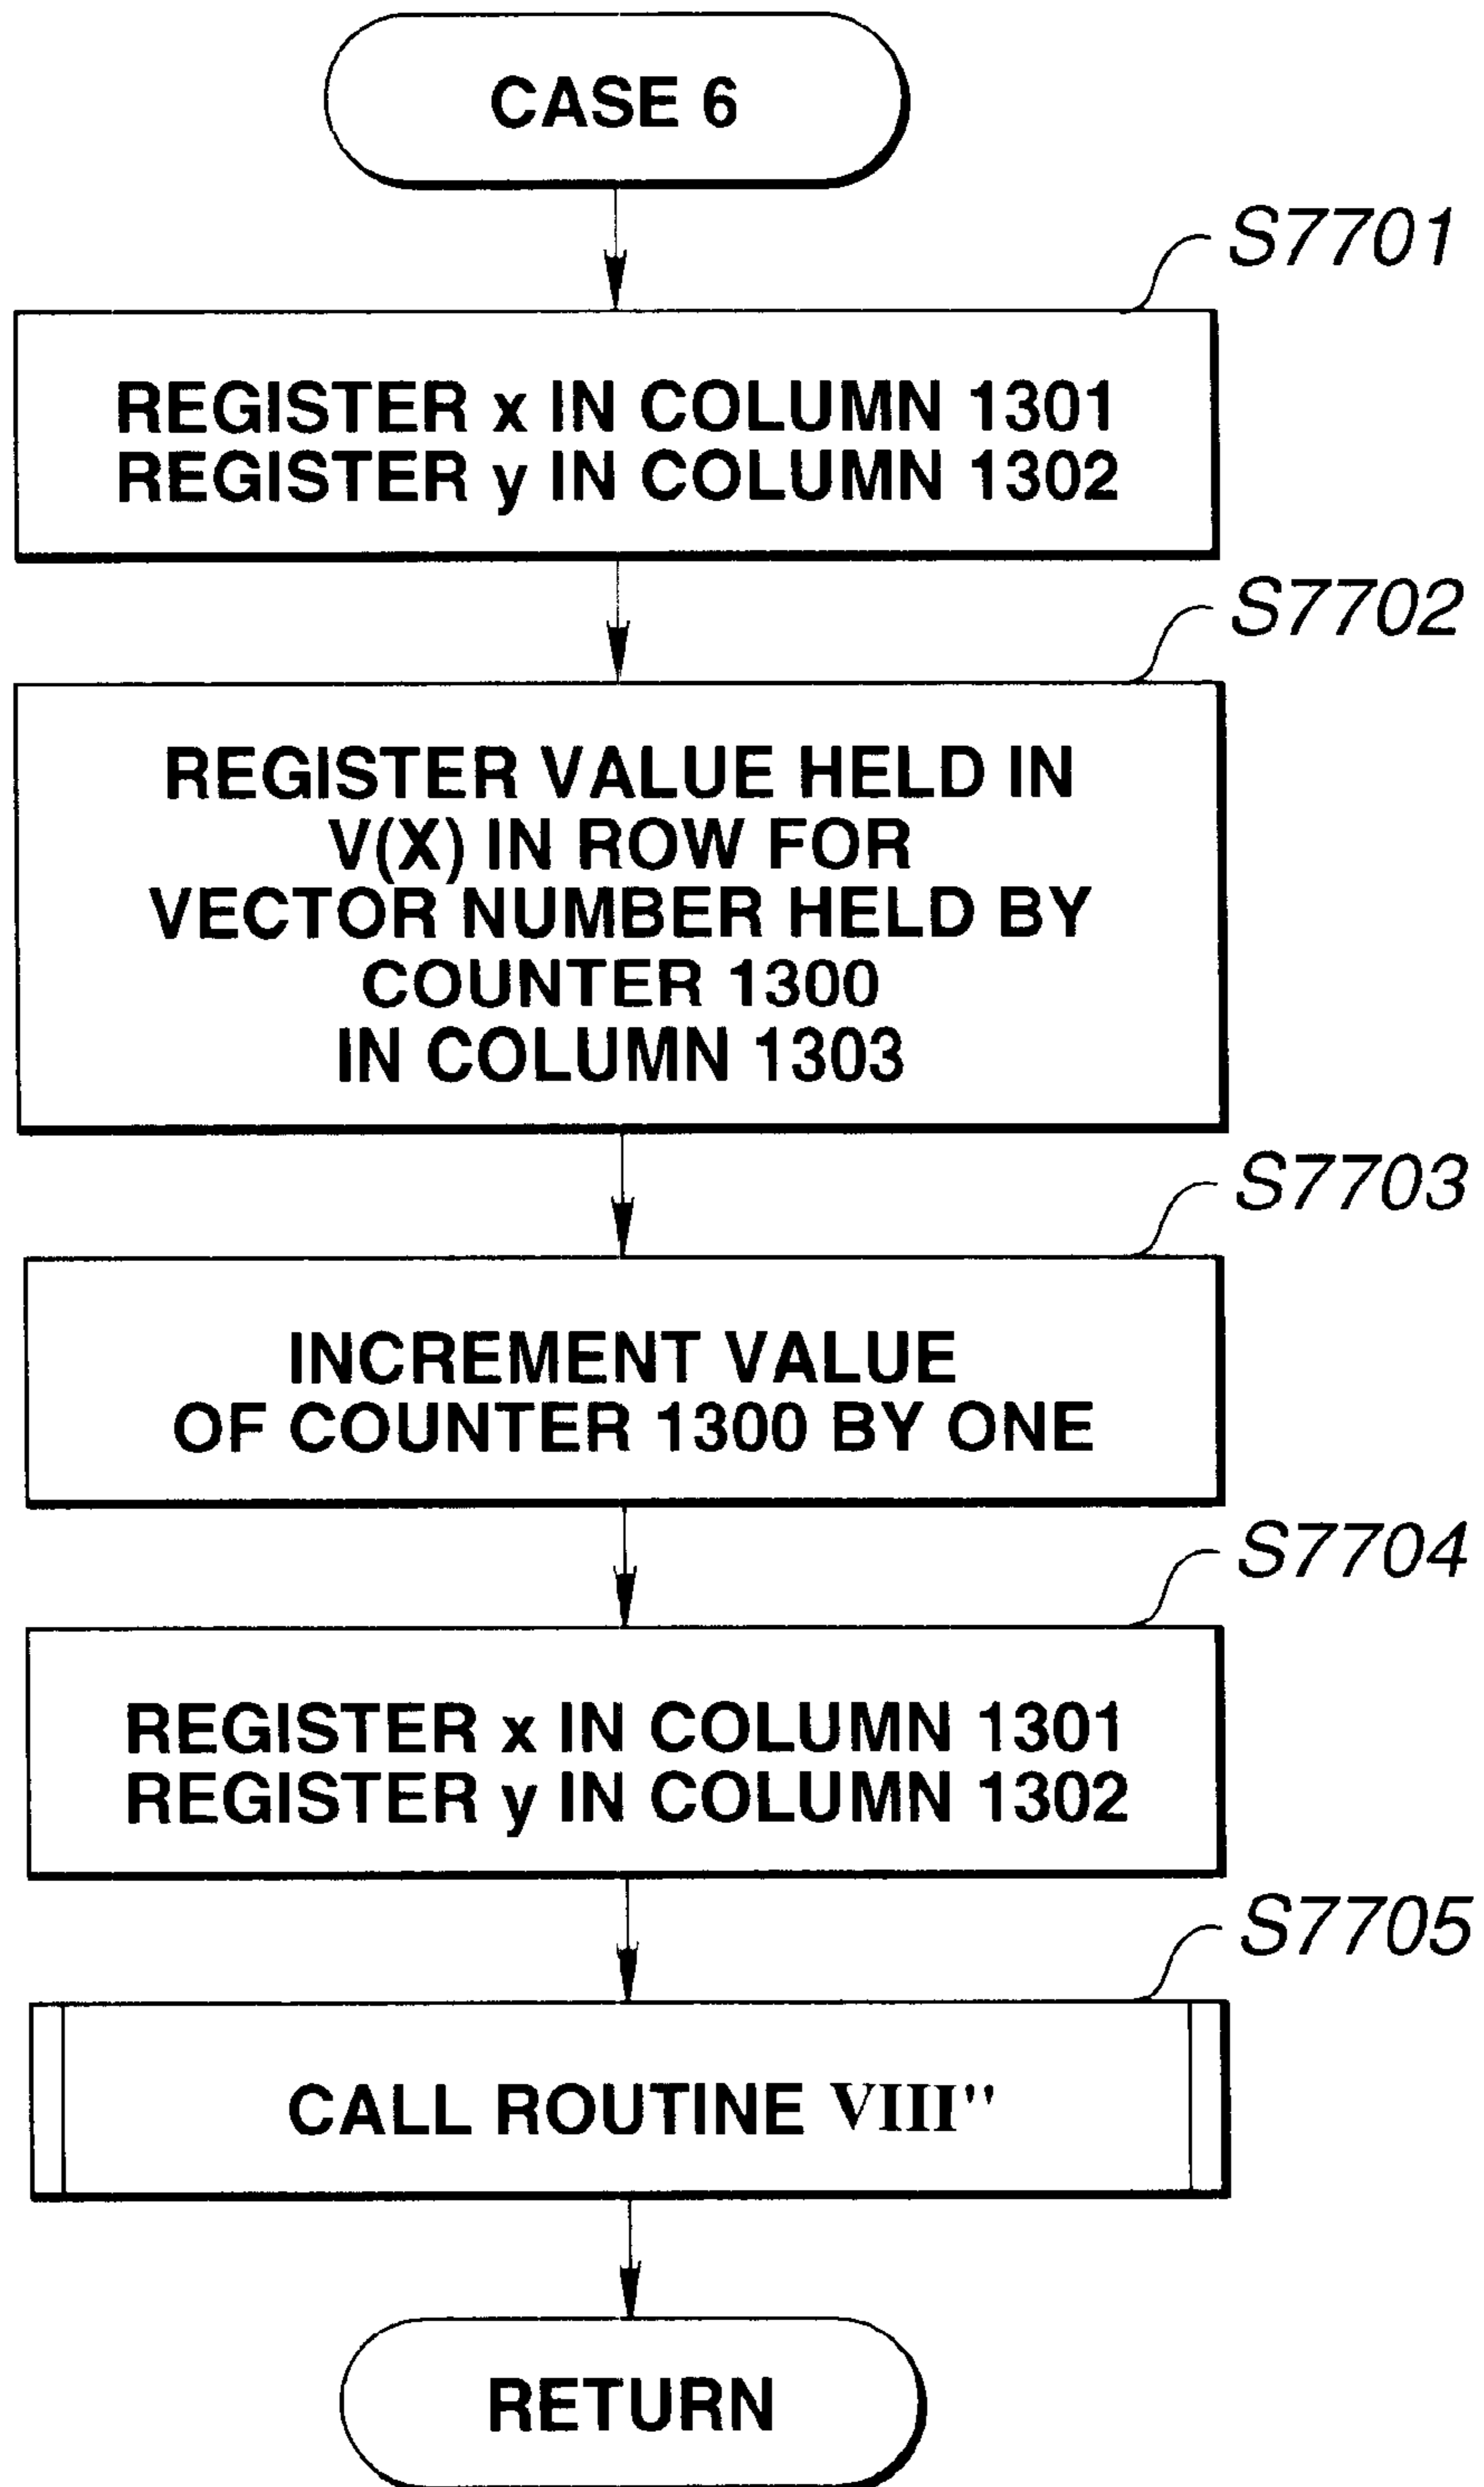 CASE 6
S7701
REGISTER x IN COLUMN 1301
REGISTER y IN COLUMN 1302
S7702
REGISTER VALUE HELD IN
V(X) IN ROW FOR
VECTOR NUMBER HELD BY
COUNTER 1300
IN COLUMN 1303
S7703
INCREMENT VALUE
OF COUNTER 1300 BY ONE
S7704
REGISTER x IN COLUMN 1301
REGISTER y IN COLUMN 1302
S7705
CALL ROUTINE VIII"
RETURN